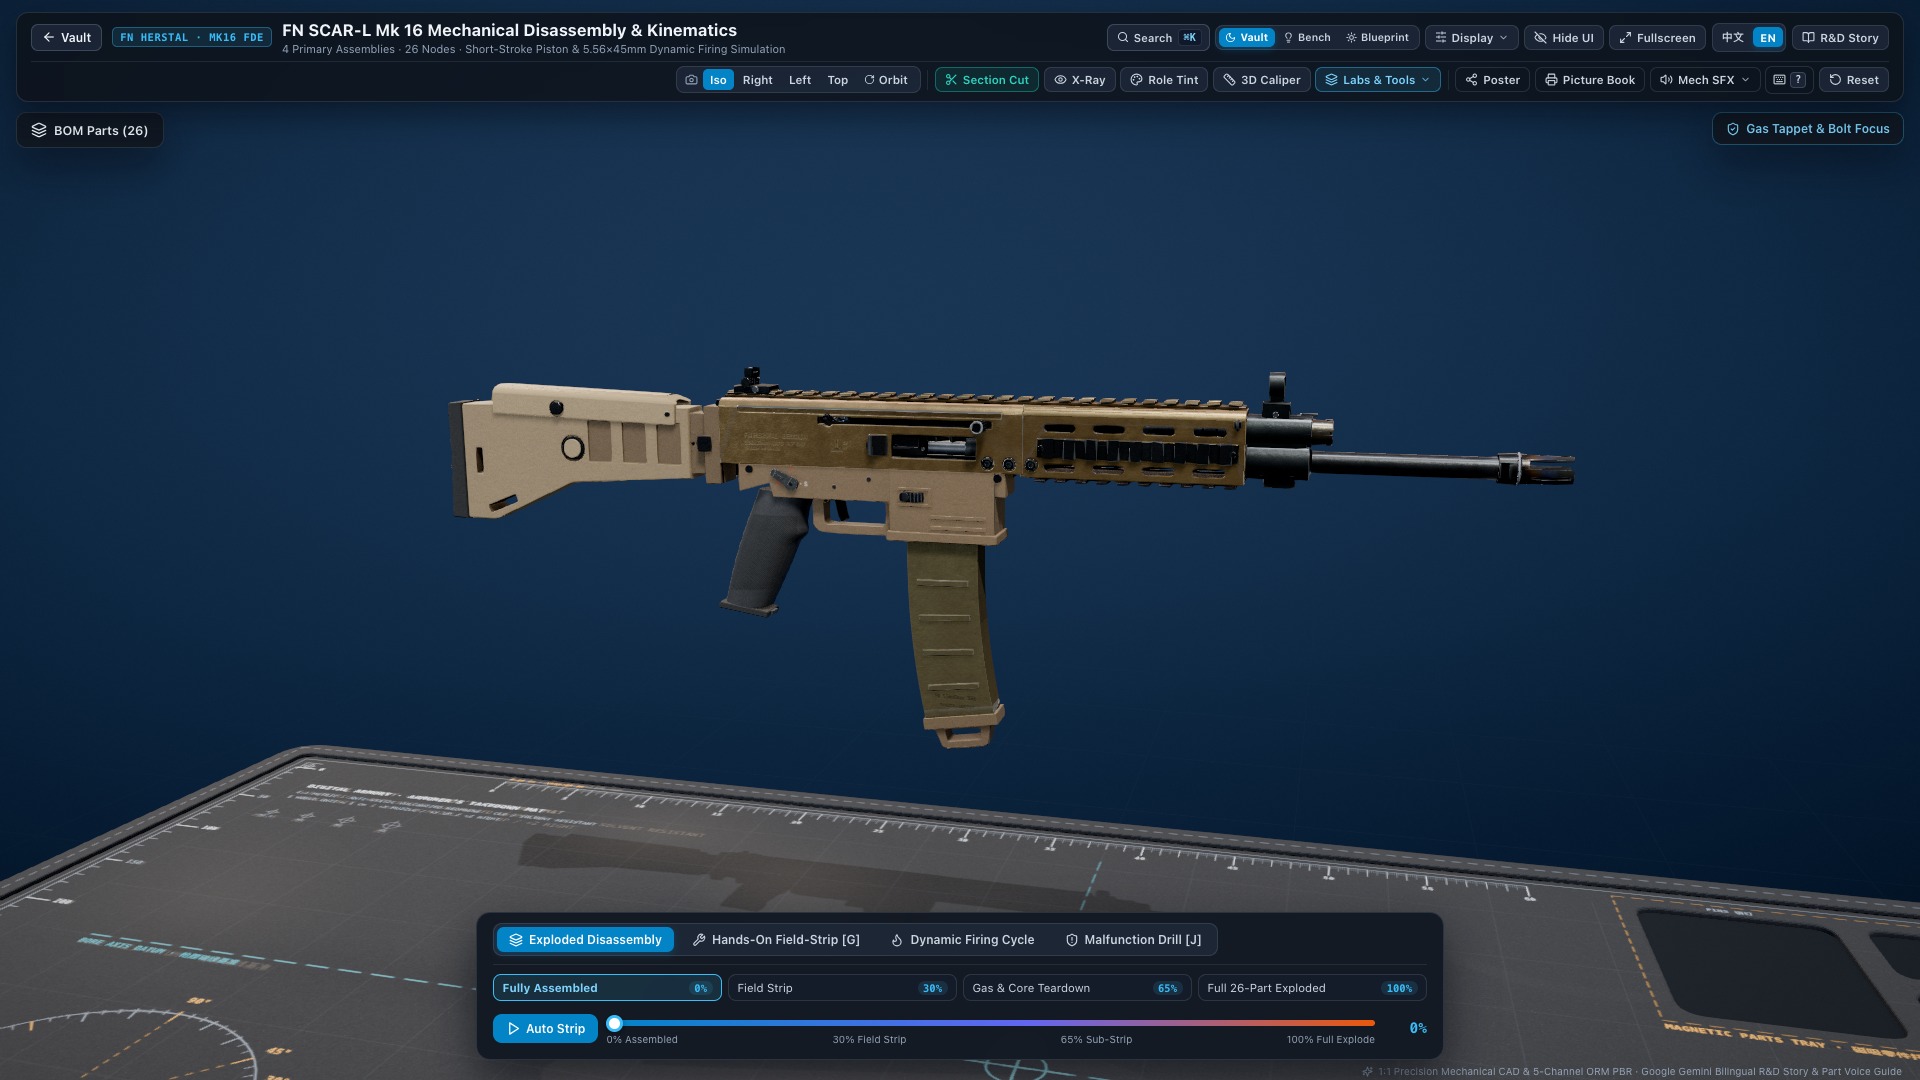 Vault
FN HERSTAL · MK16 FDE
FN SCAR-L Mk 16 Mechanical Disassembly & Kinematics
4 Primary Assemblies · 26 Nodes · Short-Stroke Piston & 5.56×45mm Dynamic Firing Simulation
Search ⌘K
Vault
Bench
Blueprint
Display
Hide UI
Fullscreen
中文
EN
R&D Story
Iso
Right
Left
Top
Orbit
Section Cut
X-Ray
Role Tint
3D Caliper
Labs & Tools
Poster
Picture Book
Mech SFX
?
Reset
BOM Parts (26)
Gas Tappet & Bolt Focus
BORE AXIS DATUM
90°
45°
MAGNETIC PARTS TRAY ·
Exploded Disassembly
Hands-On Field-Strip [G]
Dynamic Firing Cycle
Malfunction Drill [J]
Fully Assembled 0%
Field Strip 30%
Gas & Core Teardown 65%
Full 26-Part Exploded 100%
Auto Strip
0%
0% Assembled
30% Field Strip
65% Sub-Strip
100% Full Explode
1:1 Precision Mechanical CAD & 5-Channel ORM PBR · Google Gemini Bilingual R&D Story & Part Voice Guide